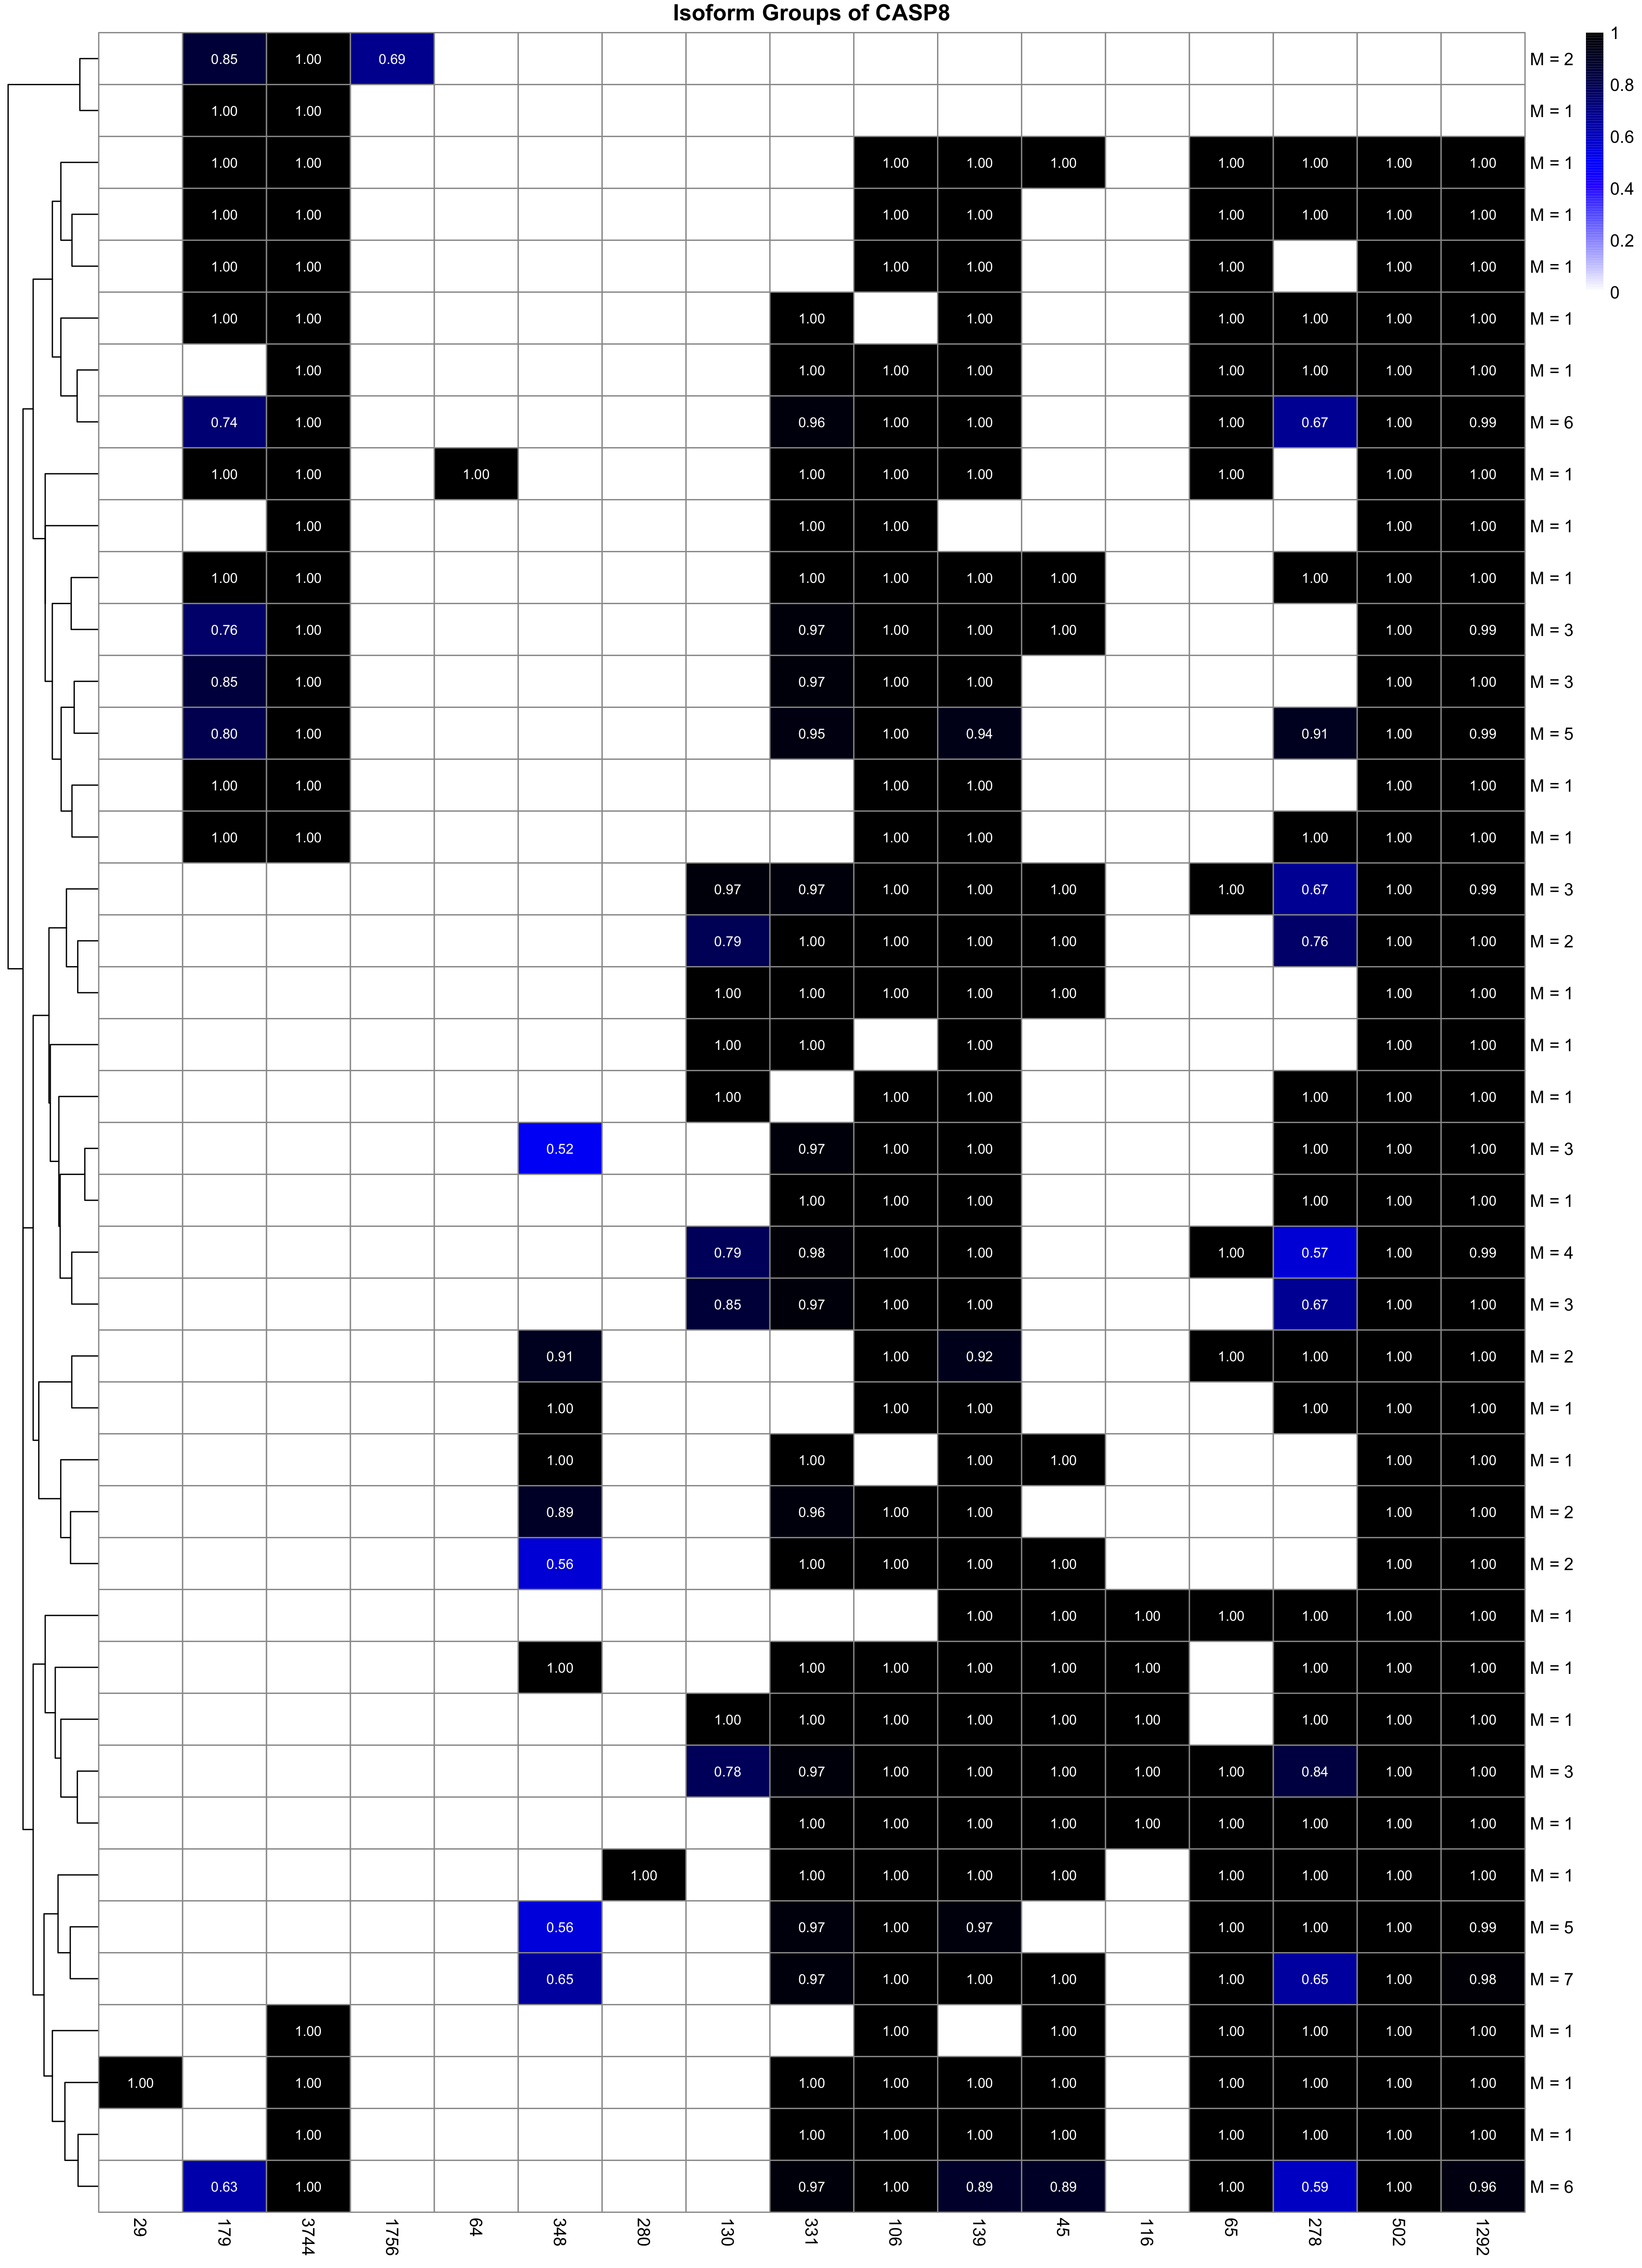 Isoform Groups of CASP8
0.85 1.00 0.69 M = 2
1.00 1.00 M = 1
1.00 1.00 1.00 1.00 1.00 1.00 1.00 1.00 1.00 M = 1
1.00 1.00 1.00 1.00 1.00 1.00 1.00 1.00 M = 1
1.00 1.00 1.00 1.00 1.00 1.00 1.00 M = 1
1.00 1.00 1.00 1.00 1.00 1.00 1.00 1.00 M = 1
1.00 1.00 1.00 1.00 1.00 1.00 1.00 1.00 M = 1
0.74 1.00 0.96 1.00 1.00 1.00 0.67 1.00 0.99 M = 6
1.00 1.00 1.00 1.00 1.00 1.00 1.00 1.00 1.00 M = 1
1.00 1.00 1.00 1.00 1.00 M = 1
1.00 1.00 1.00 1.00 1.00 1.00 1.00 1.00 1.00 M = 1
0.76 1.00 0.97 1.00 1.00 1.00 1.00 0.99 M = 3
0.85 1.00 0.97 1.00 1.00 1.00 1.00 M = 3
0.80 1.00 0.95 1.00 0.94 0.91 1.00 0.99 M = 5
1.00 1.00 1.00 1.00 1.00 1.00 M = 1
1.00 1.00 1.00 1.00 1.00 1.00 1.00 M = 1
0.97 0.97 1.00 1.00 1.00 1.00 0.67 1.00 0.99 M = 3
0.79 1.00 1.00 1.00 1.00 0.76 1.00 1.00 M = 2
1.00 1.00 1.00 1.00 1.00 1.00 1.00 M = 1
1.00 1.00 1.00 1.00 1.00 M = 1
1.00 1.00 1.00 1.00 1.00 1.00 M = 1
0.52 0.97 1.00 1.00 1.00 1.00 1.00 M = 3
1.00 1.00 1.00 1.00 1.00 1.00 M = 1
0.79 0.98 1.00 1.00 1.00 0.57 1.00 0.99 M = 4
0.85 0.97 1.00 1.00 0.67 1.00 1.00 M = 3
0.91 1.00 0.92 1.00 1.00 1.00 1.00 M = 2
1.00 1.00 1.00 1.00 1.00 1.00 M = 1
1.00 1.00 1.00 1.00 1.00 1.00 M = 1
0.89 0.96 1.00 1.00 1.00 1.00 M = 2
0.56 1.00 1.00 1.00 1.00 1.00 1.00 M = 2
1.00 1.00 1.00 1.00 1.00 1.00 1.00 M = 1
1.00 1.00 1.00 1.00 1.00 1.00 1.00 1.00 1.00 M = 1
1.00 1.00 1.00 1.00 1.00 1.00 1.00 1.00 1.00 M = 1
0.78 0.97 1.00 1.00 1.00 1.00 1.00 0.84 1.00 1.00 M = 3
1.00 1.00 1.00 1.00 1.00 1.00 1.00 1.00 1.00 M = 1
1.00 1.00 1.00 1.00 1.00 1.00 1.00 1.00 1.00 M = 1
0.56 0.97 1.00 0.97 1.00 1.00 1.00 0.99 M = 5
0.65 0.97 1.00 1.00 1.00 1.00 0.65 1.00 0.98 M = 7
1.00 1.00 1.00 1.00 1.00 1.00 1.00 M = 1
1.00 1.00 1.00 1.00 1.00 1.00 1.00 1.00 1.00 1.00 M = 1
1.00 1.00 1.00 1.00 1.00 1.00 1.00 1.00 1.00 M = 1
0.63 1.00 0.97 1.00 0.89 0.89 1.00 0.59 1.00 0.96 M = 6
29 1799 3744 1756 64 348 280 130 331 106 139 45 116 65 278 502 1292
1
0.8
0.6
0.4
0.2
0